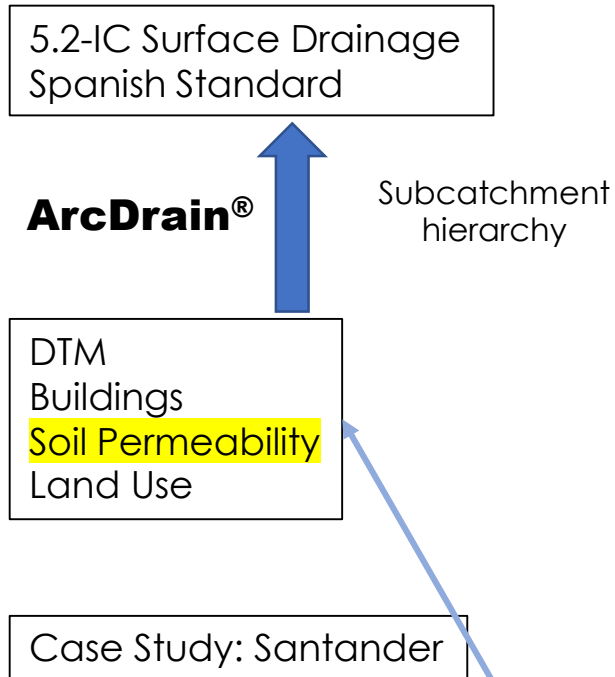 5.2-IC Surface Drainage
Spanish Standard
ArcDrain®
Subcatchment
hierarchy
DTM
Buildings
Soil Permeability
Land Use
Case Study: Santander